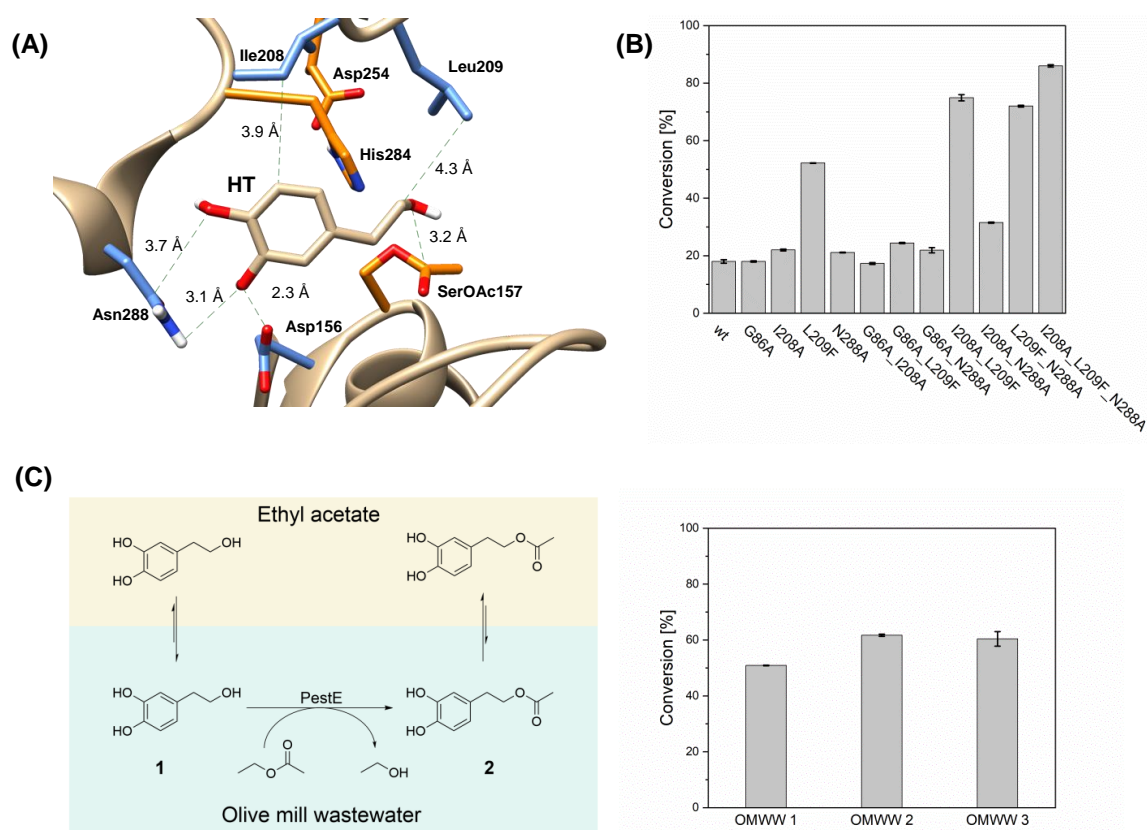 (A)
Ile208
Asp254
Leu209
3.9 Å
His284
4.3 Å
HT
3.7 Å
3.2 Å
3.1 Å
2.3 Å
SerOAc157
Asn288
Asp156
(B)
Conversion [%]
100
80
60
40
20
0
wt
G86A
I208A
L209F
N288A
G86A_I208A
G86A_L209F
G86A_N288A
I208A_L209F
I208A_N288A
L209F_N288A
I208A_L209F_N288A
(C)
Ethyl acetate
HO
HO
OH
HO
HO
O
O
HO
HO
OH
PestE
HO
HO
O
O
1
O
O
OH
2
Olive mill wastewater
Conversion [%]
100
80
60
40
20
0
OMWW 1
OMWW 2
OMWW 3